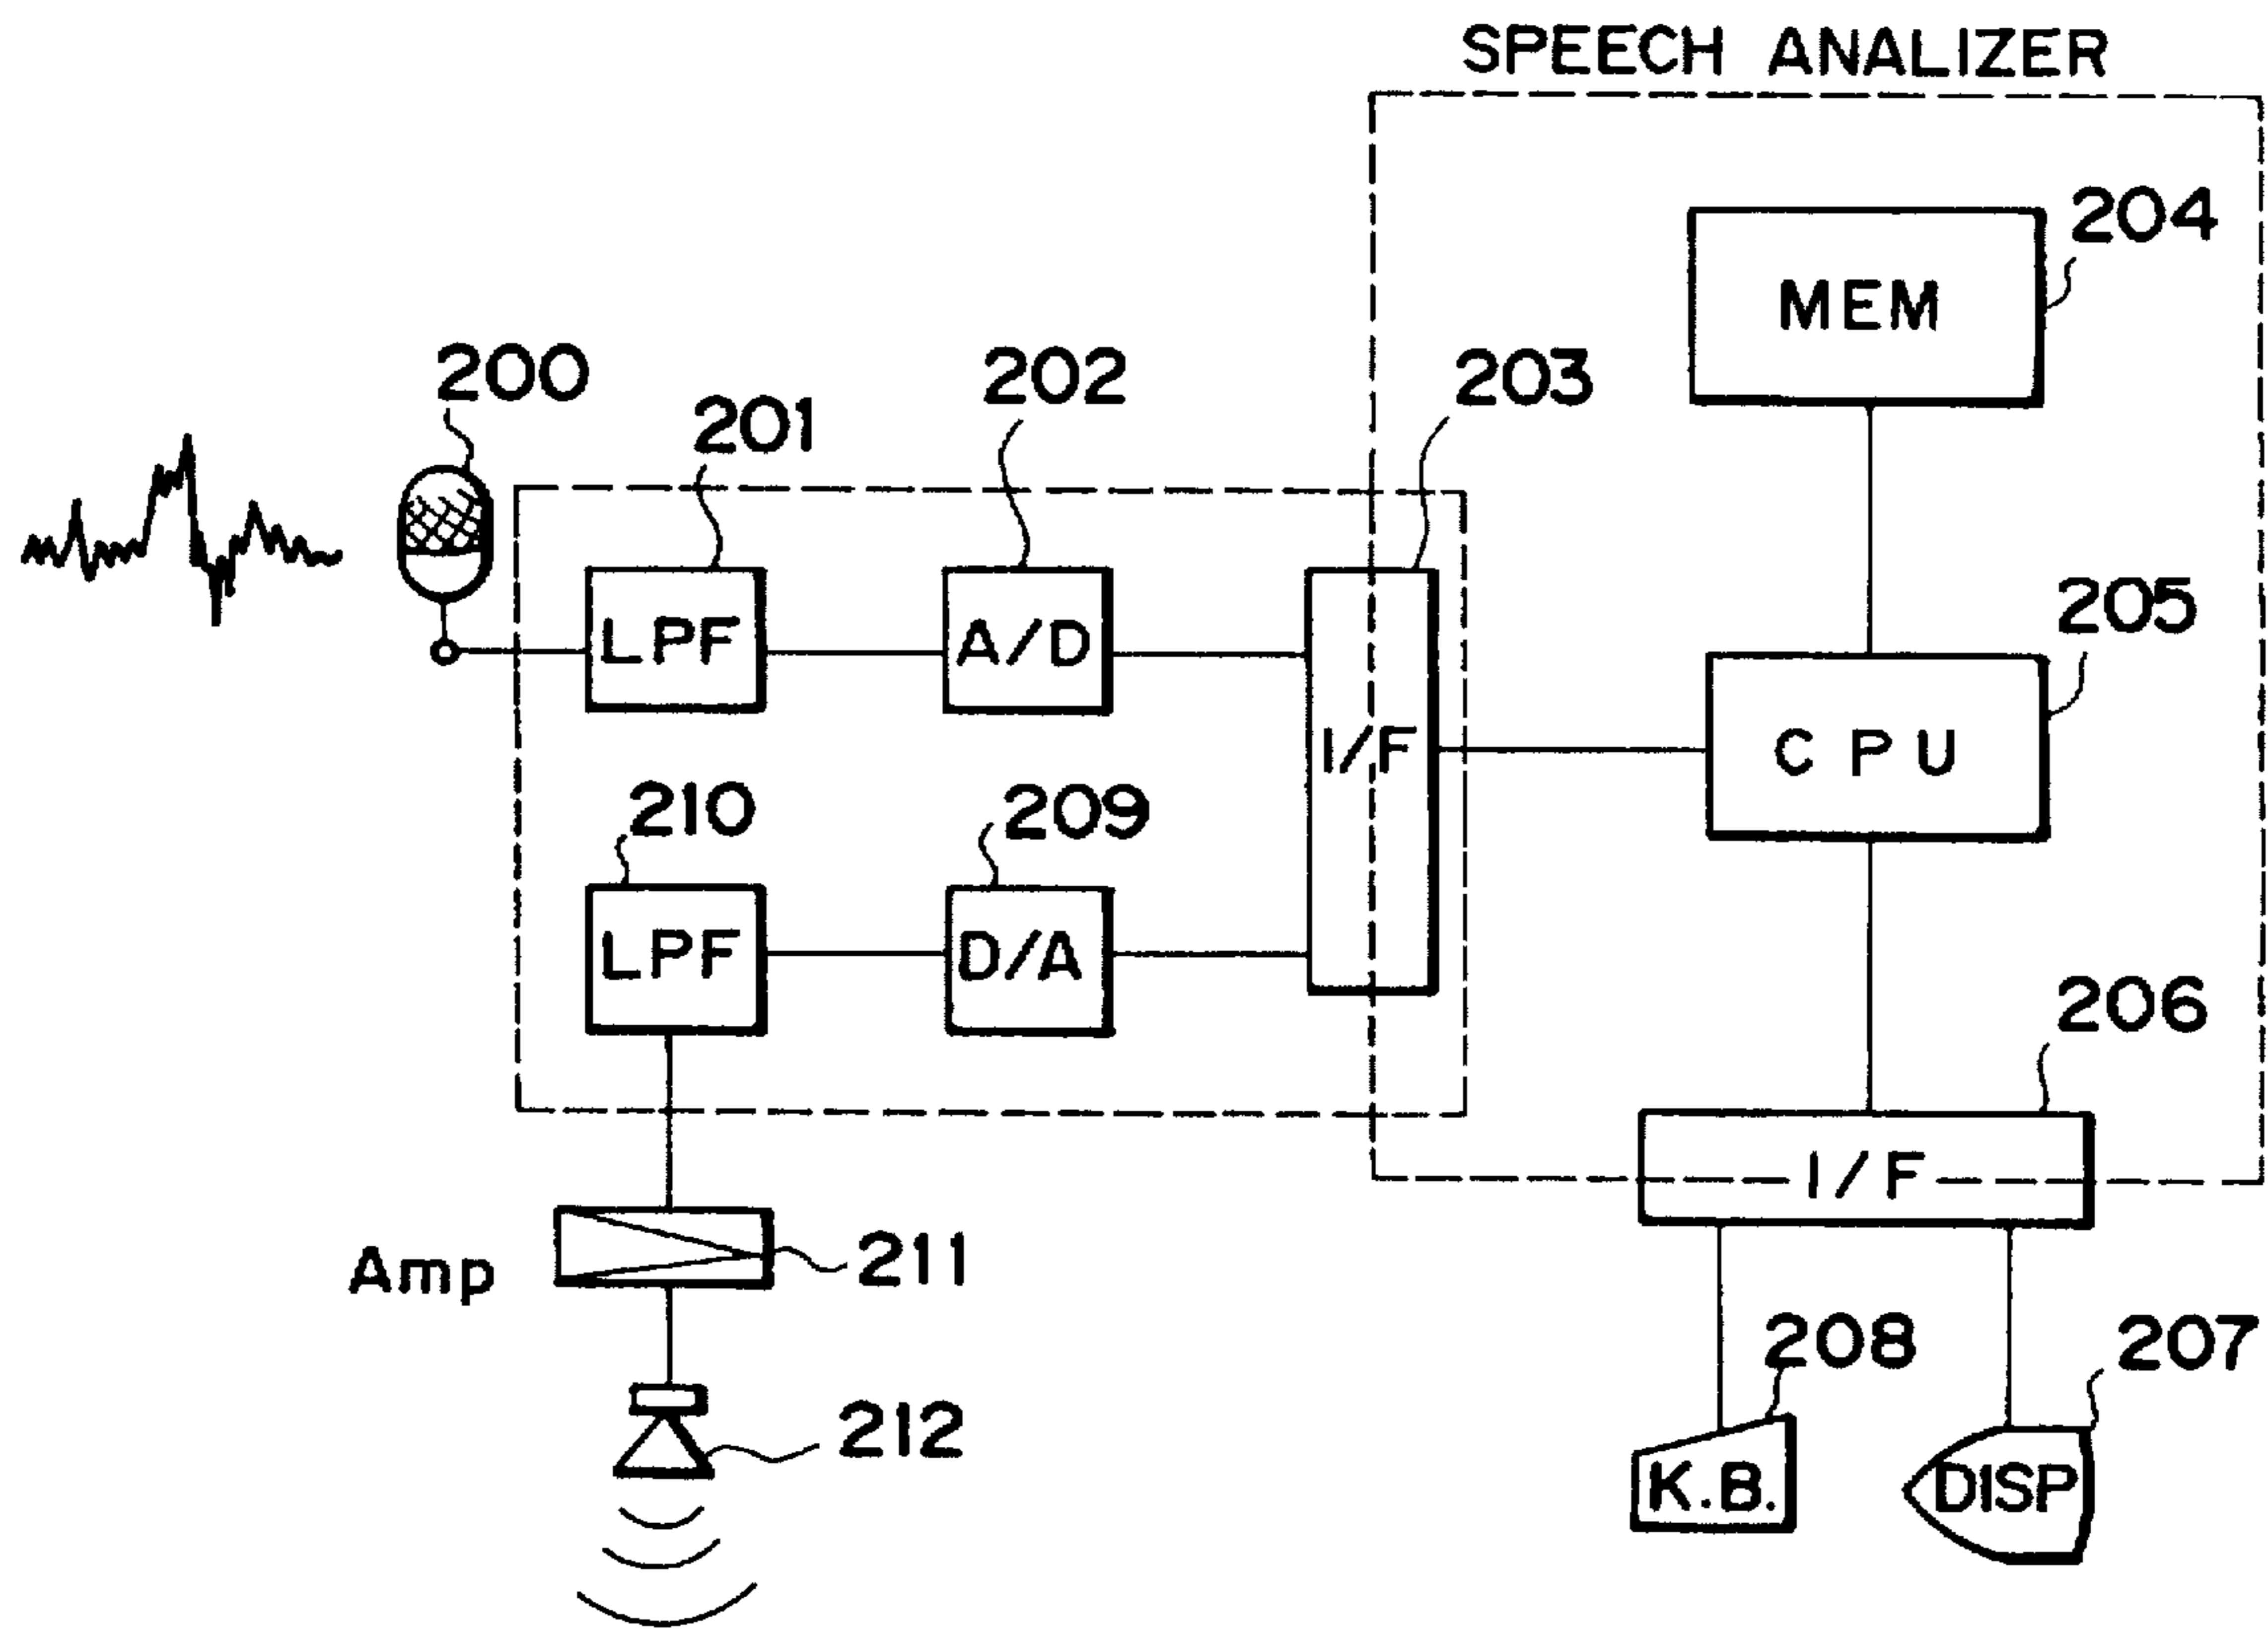 SPEECH ANALIZER
204
MEM
200
201
202
203
LPF
A/D
I/F
205
C P U
210
209
LPF
D/A
206
I/F
Amp
211
208
207
212
K.B.
DISP